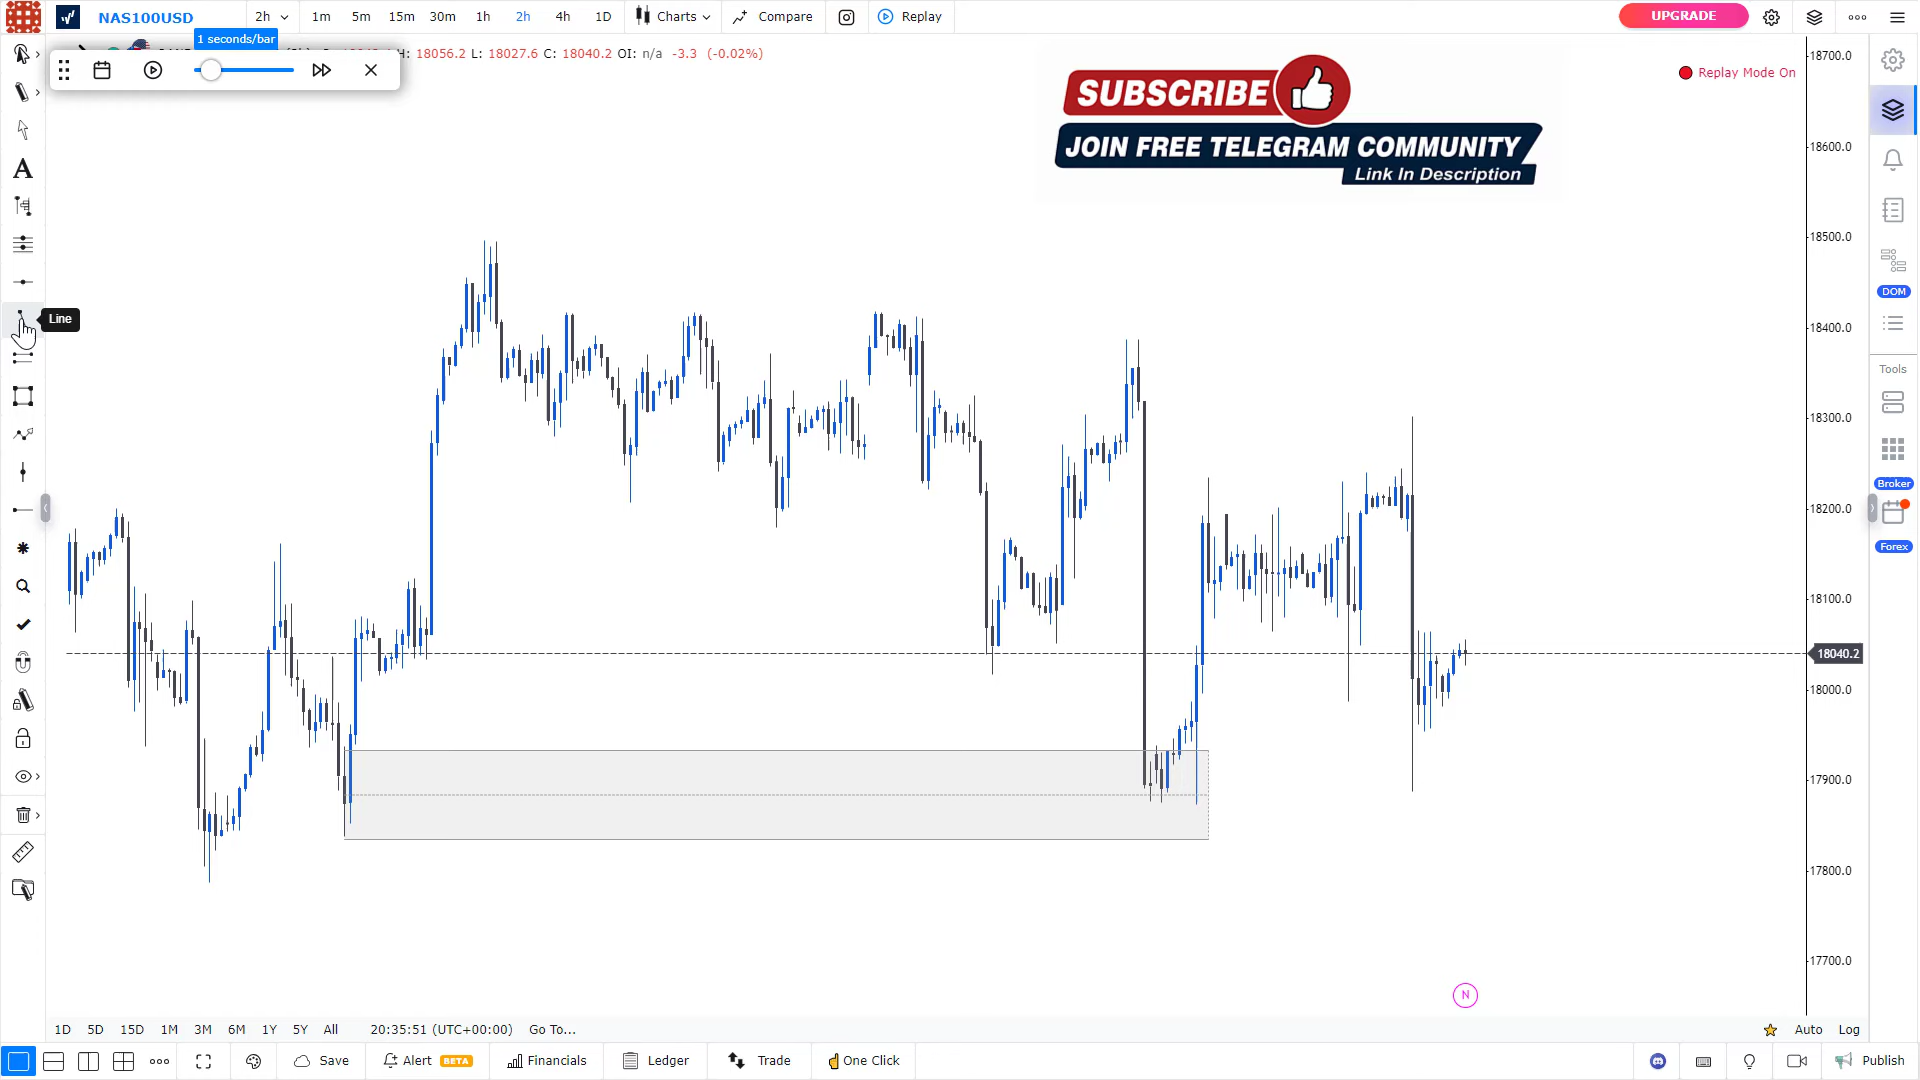 NAS100USD
2h
1m
5m
15m
30m
1h
2h
4h
1D
Charts
Compare
Replay
UPGRADE
1 seconds/bar
H: 18056.2 L: 18027.6 C: 18040.2 OI: n/a -3.3 (-0.02%)
Replay Mode On
SUBSCRIBE
JOIN FREE TELEGRAM COMMUNITY
Link In Description
Line
18700.0
18600.0
18500.0
18400.0
18300.0
18200.0
18100.0
18040.2
18000.0
17900.0
17800.0
17700.0
DOM
Tools
Broker
Forex
N
1D
5D
15D
1M
3M
6M
1Y
5Y
All
20:35:51 (UTC+00:00)
Go To...
Auto
Log
Save
Alert BETA
Financials
Ledger
Trade
One Click
Publish